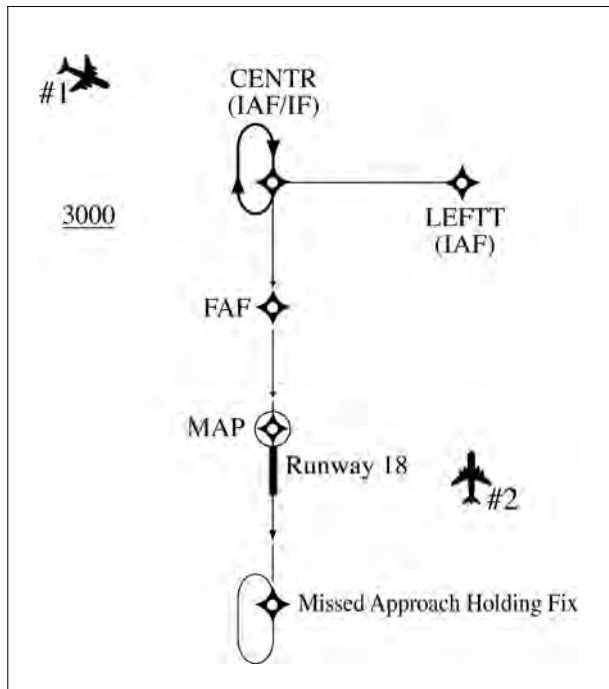 #1
CENTR
(IAF/IF)
3000
LEFTT
(IAF)
FAF
MAP
Runway 18
#2
Missed Approach Holding Fix